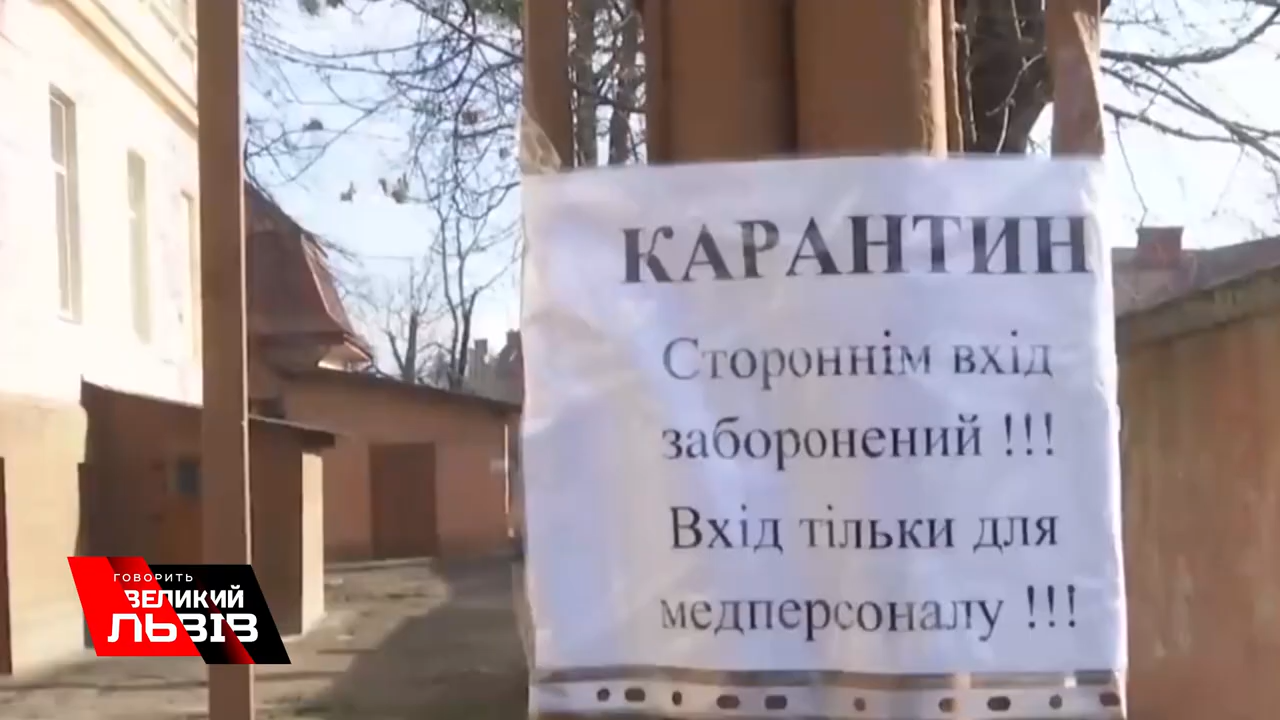 КАРАНТИН
Стороннім вхід
заборонений !!!
Вхід тільки для
медперсоналу !!!
ГОВОРИТЬ
ВЕЛИКИЙ
ЛЬВІВ